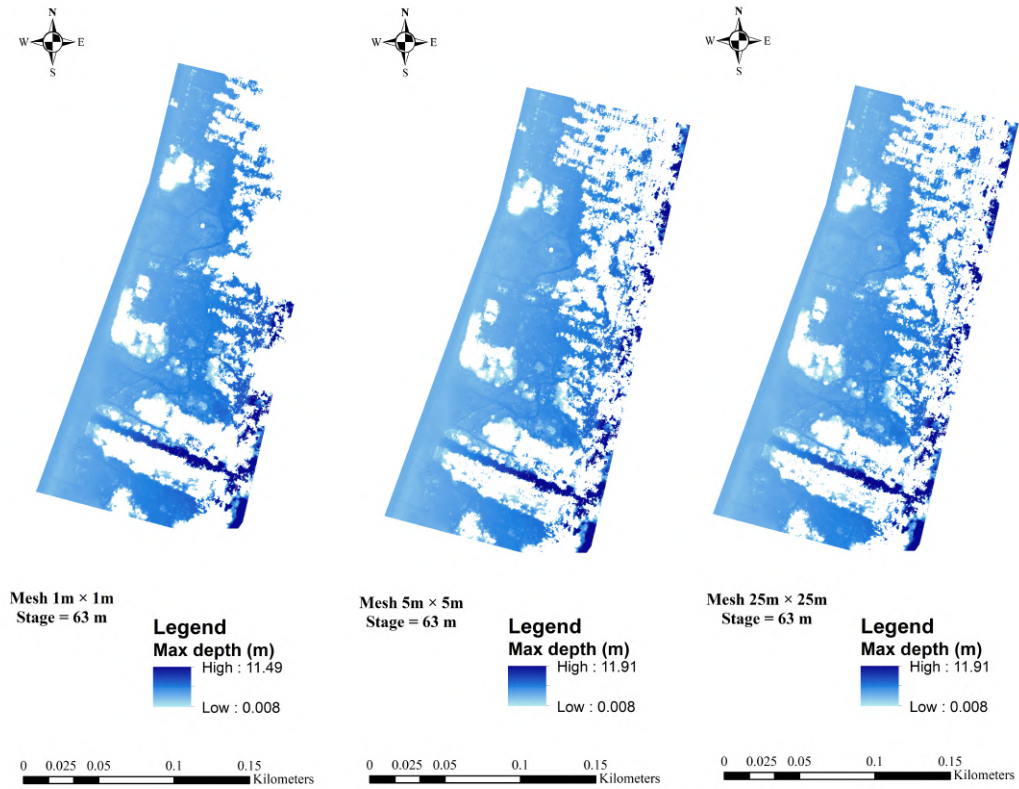 N
W E
S
Mesh 1m × 1m
Stage = 63 m
Legend
Max depth (m)
High : 11.49
Low : 0.008
0 0.025 0.05 0.1 0.15
Kilometers
N
W E
S
Mesh 5m × 5m
Stage = 63 m
Legend
Max depth (m)
High : 11.91
Low : 0.008
0 0.025 0.05 0.1 0.15
Kilometers
N
W E
S
Mesh 25m × 25m
Stage = 63 m
Legend
Max depth (m)
High : 11.91
Low : 0.008
0 0.025 0.05 0.1 0.15
Kilometers